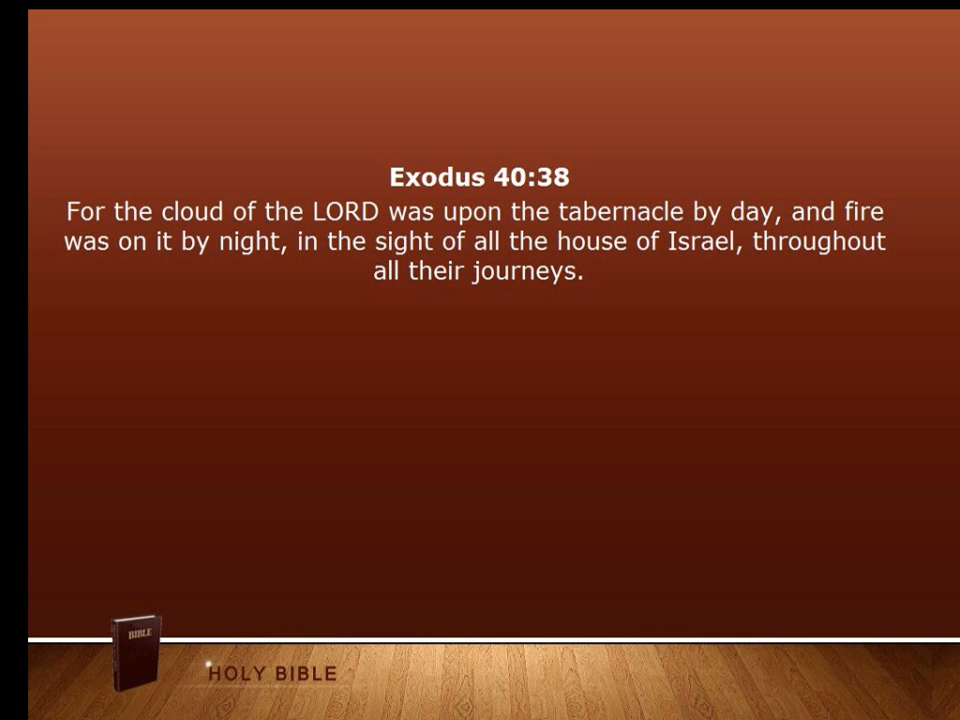 Exodus 40:38
For the cloud of the LORD was upon the tabernacle by day, and fire
was on it by night, in the sight of all the house of Israel, throughout
all their journeys.
BIBLE
HOLY BIBLE